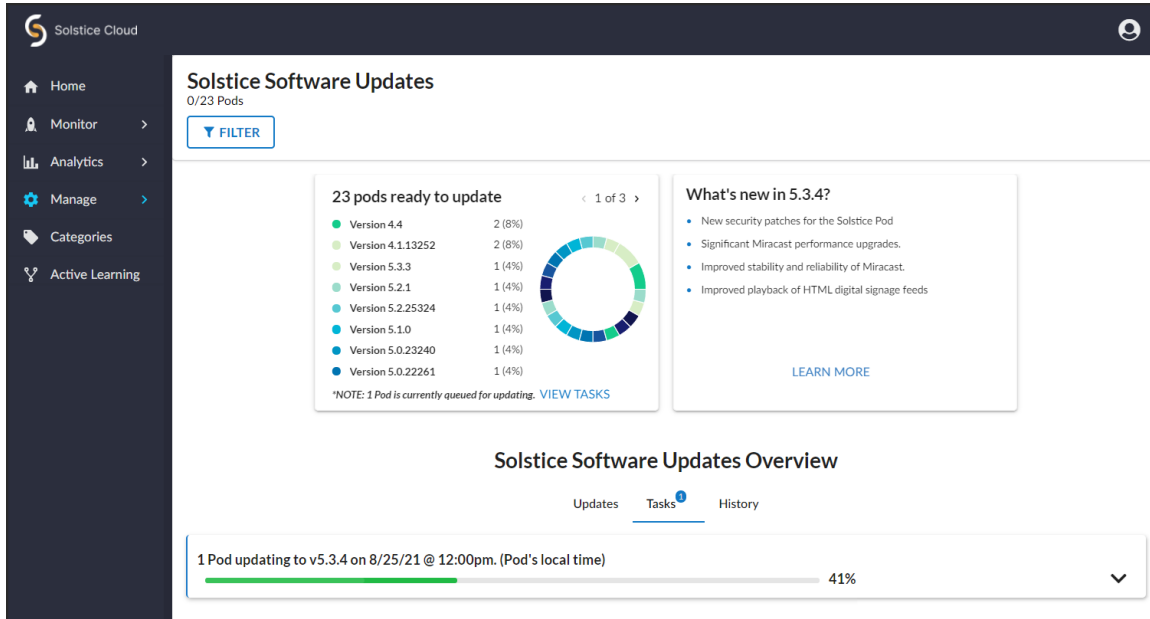 Solstice Cloud
Home
Monitor
Analytics
Manage
Categories
Active Learning
Solstice Software Updates
0/23 Pods
FILTER
23 pods ready to update
1 of 3
Version 4.4 2 (8%)
Version 4.1.13252 2 (8%)
Version 5.3.3 1 (4%)
Version 5.2.1 1 (4%)
Version 5.2.25324 1 (4%)
Version 5.1.0 1 (4%)
Version 5.0.23240 1 (4%)
Version 5.0.22261 1 (4%)
*NOTE: 1 Pod is currently queued for updating. VIEW TASKS
What's new in 5.3.4?
• New security patches for the Solstice Pod
• Significant Miracast performance upgrades.
• Improved stability and reliability of Miracast.
• Improved playback of HTML digital signage feeds
LEARN MORE
Solstice Software Updates Overview
Updates Tasks 1 History
1 Pod updating to v5.3.4 on 8/25/21 @ 12:00pm. (Pod's local time)
41%